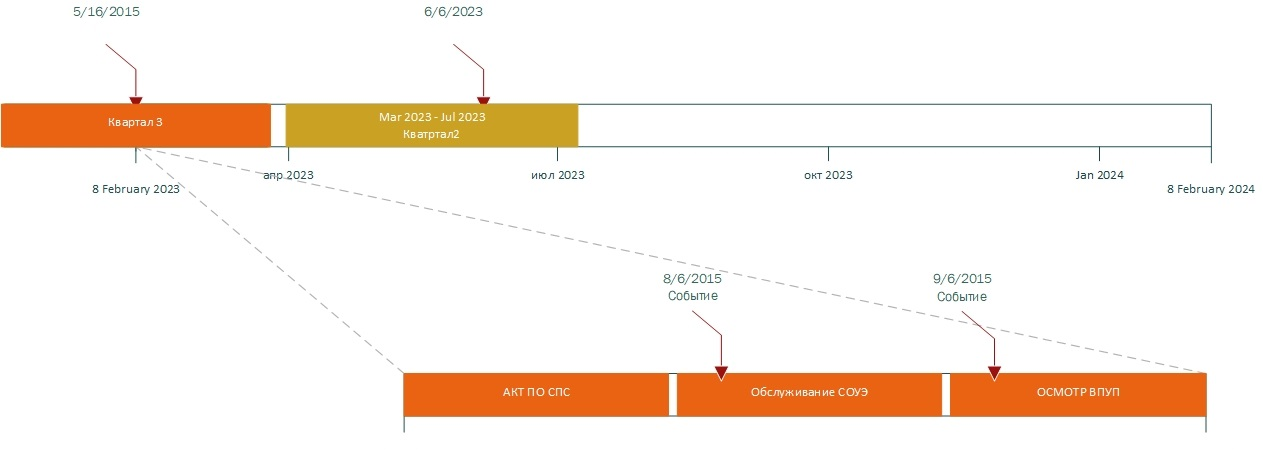 5/16/2015
6/6/2023
Квартал 3
Mar 2023 - Jul 2023
Кватртал2
8 February 2023
апр 2023
июл 2023
окт 2023
Jan 2024
8 February 2024
8/6/2015
Событие
9/6/2015
Событие
АКТ ПО СПС
Обслуживание СОУЭ
ОСМОТР ВПУП